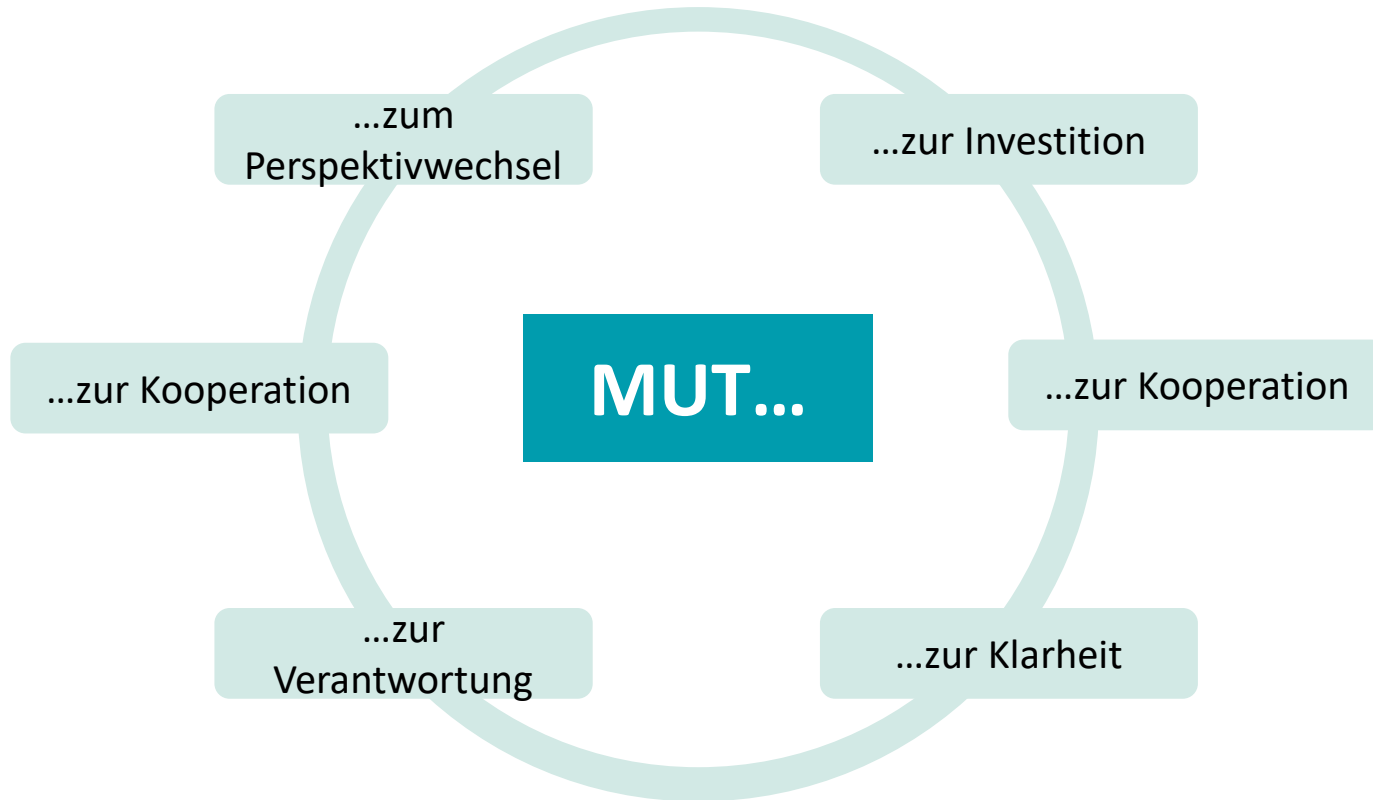 …zum
Perspektivwechsel
…zur Investition
…zur Kooperation
MUT…
…zur Kooperation
…zur
Verantwortung
…zur Klarheit